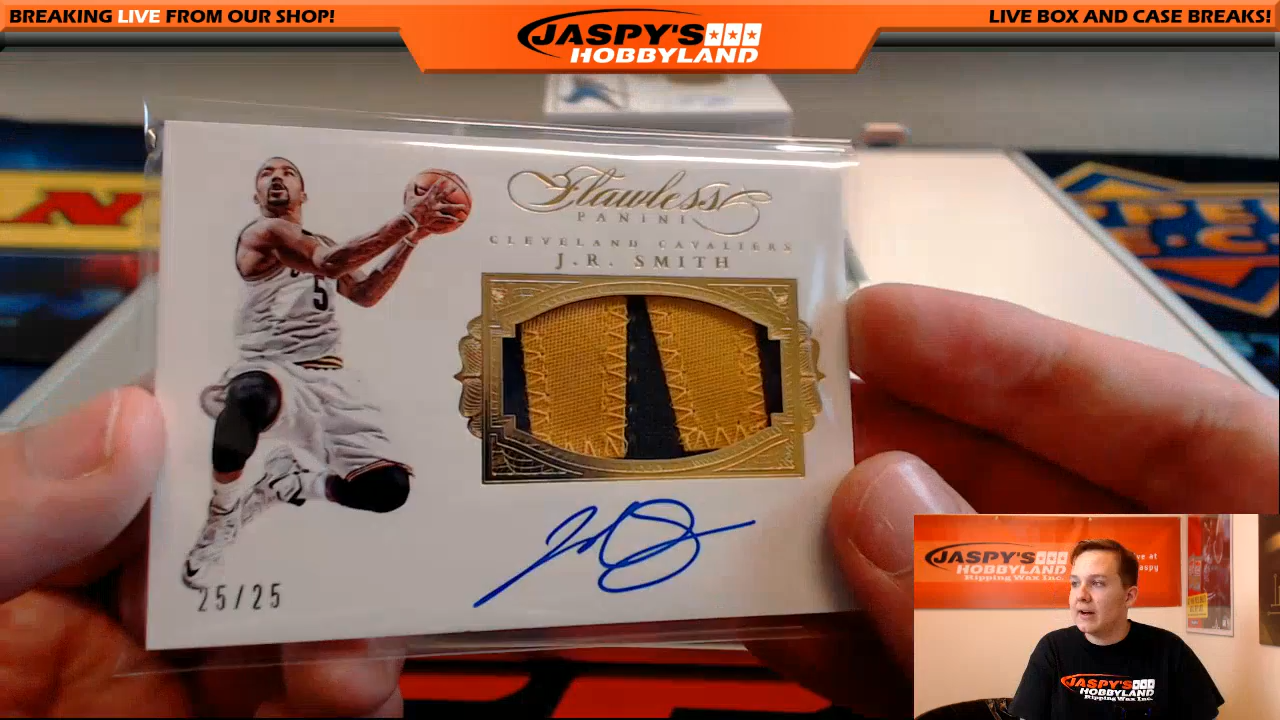 BREAKING LIVE FROM OUR SHOP!
JASPY'S
HOBBYLAND
LIVE BOX AND CASE BREAKS!
Flawless
PANINI
CLEVELAND CAVALIERS
J.R. SMITH
5
25/25
JASPY'S
HOBBYLAND
Ripping Wax Inc.
JASPY'S
HOBBYLAND
Ripping Wax Inc.